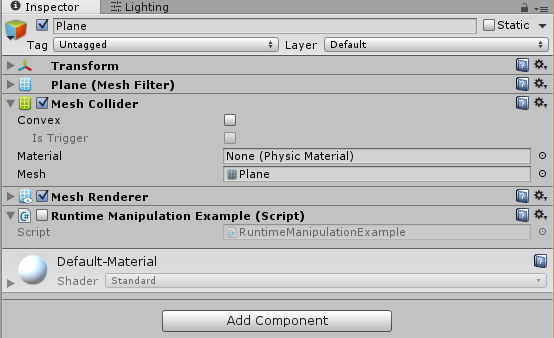 Inspector Lighting
Plane Static
Tag Untagged Layer Default
Transform
Plane (Mesh Filter)
Mesh Collider
Convex
Is Trigger
Material None (Physic Material)
Mesh Plane
Mesh Renderer
C# Runtime Manipulation Example (Script)
Script RuntimeManipulationExample
Default-Material
Shader Standard
Add Component